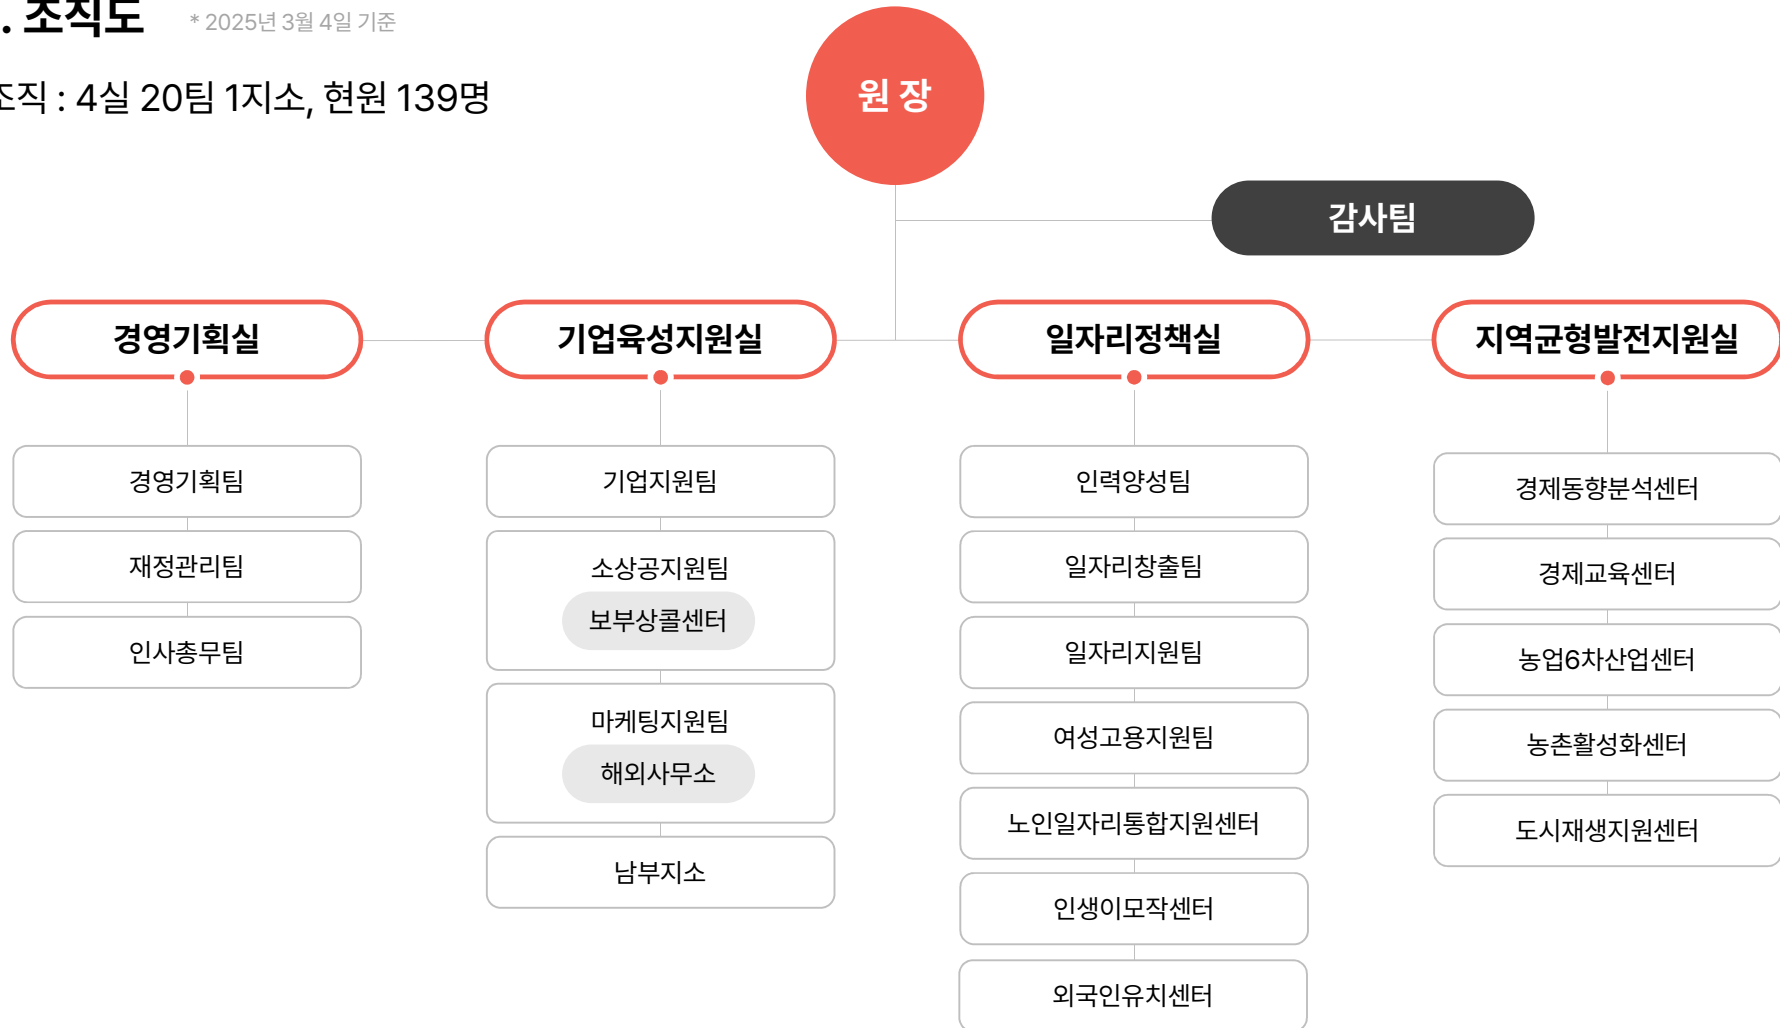 . 조직도
* 2025년 3월 4일 기준
조직 : 4실 20팀 1지소, 현원 139명
원 장
감사팀
경영기획실
기업육성지원실
일자리정책실
지역균형발전지원실
경영기획팀
재정관리팀
인사총무팀
기업지원팀
소상공지원팀
보부상콜센터
마케팅지원팀
해외사무소
남부지소
인력양성팀
일자리창출팀
일자리지원팀
여성고용지원팀
노인일자리통합지원센터
인생이모작센터
외국인유치센터
경제동향분석센터
경제교육센터
농업6차산업센터
농촌활성화센터
도시재생지원센터